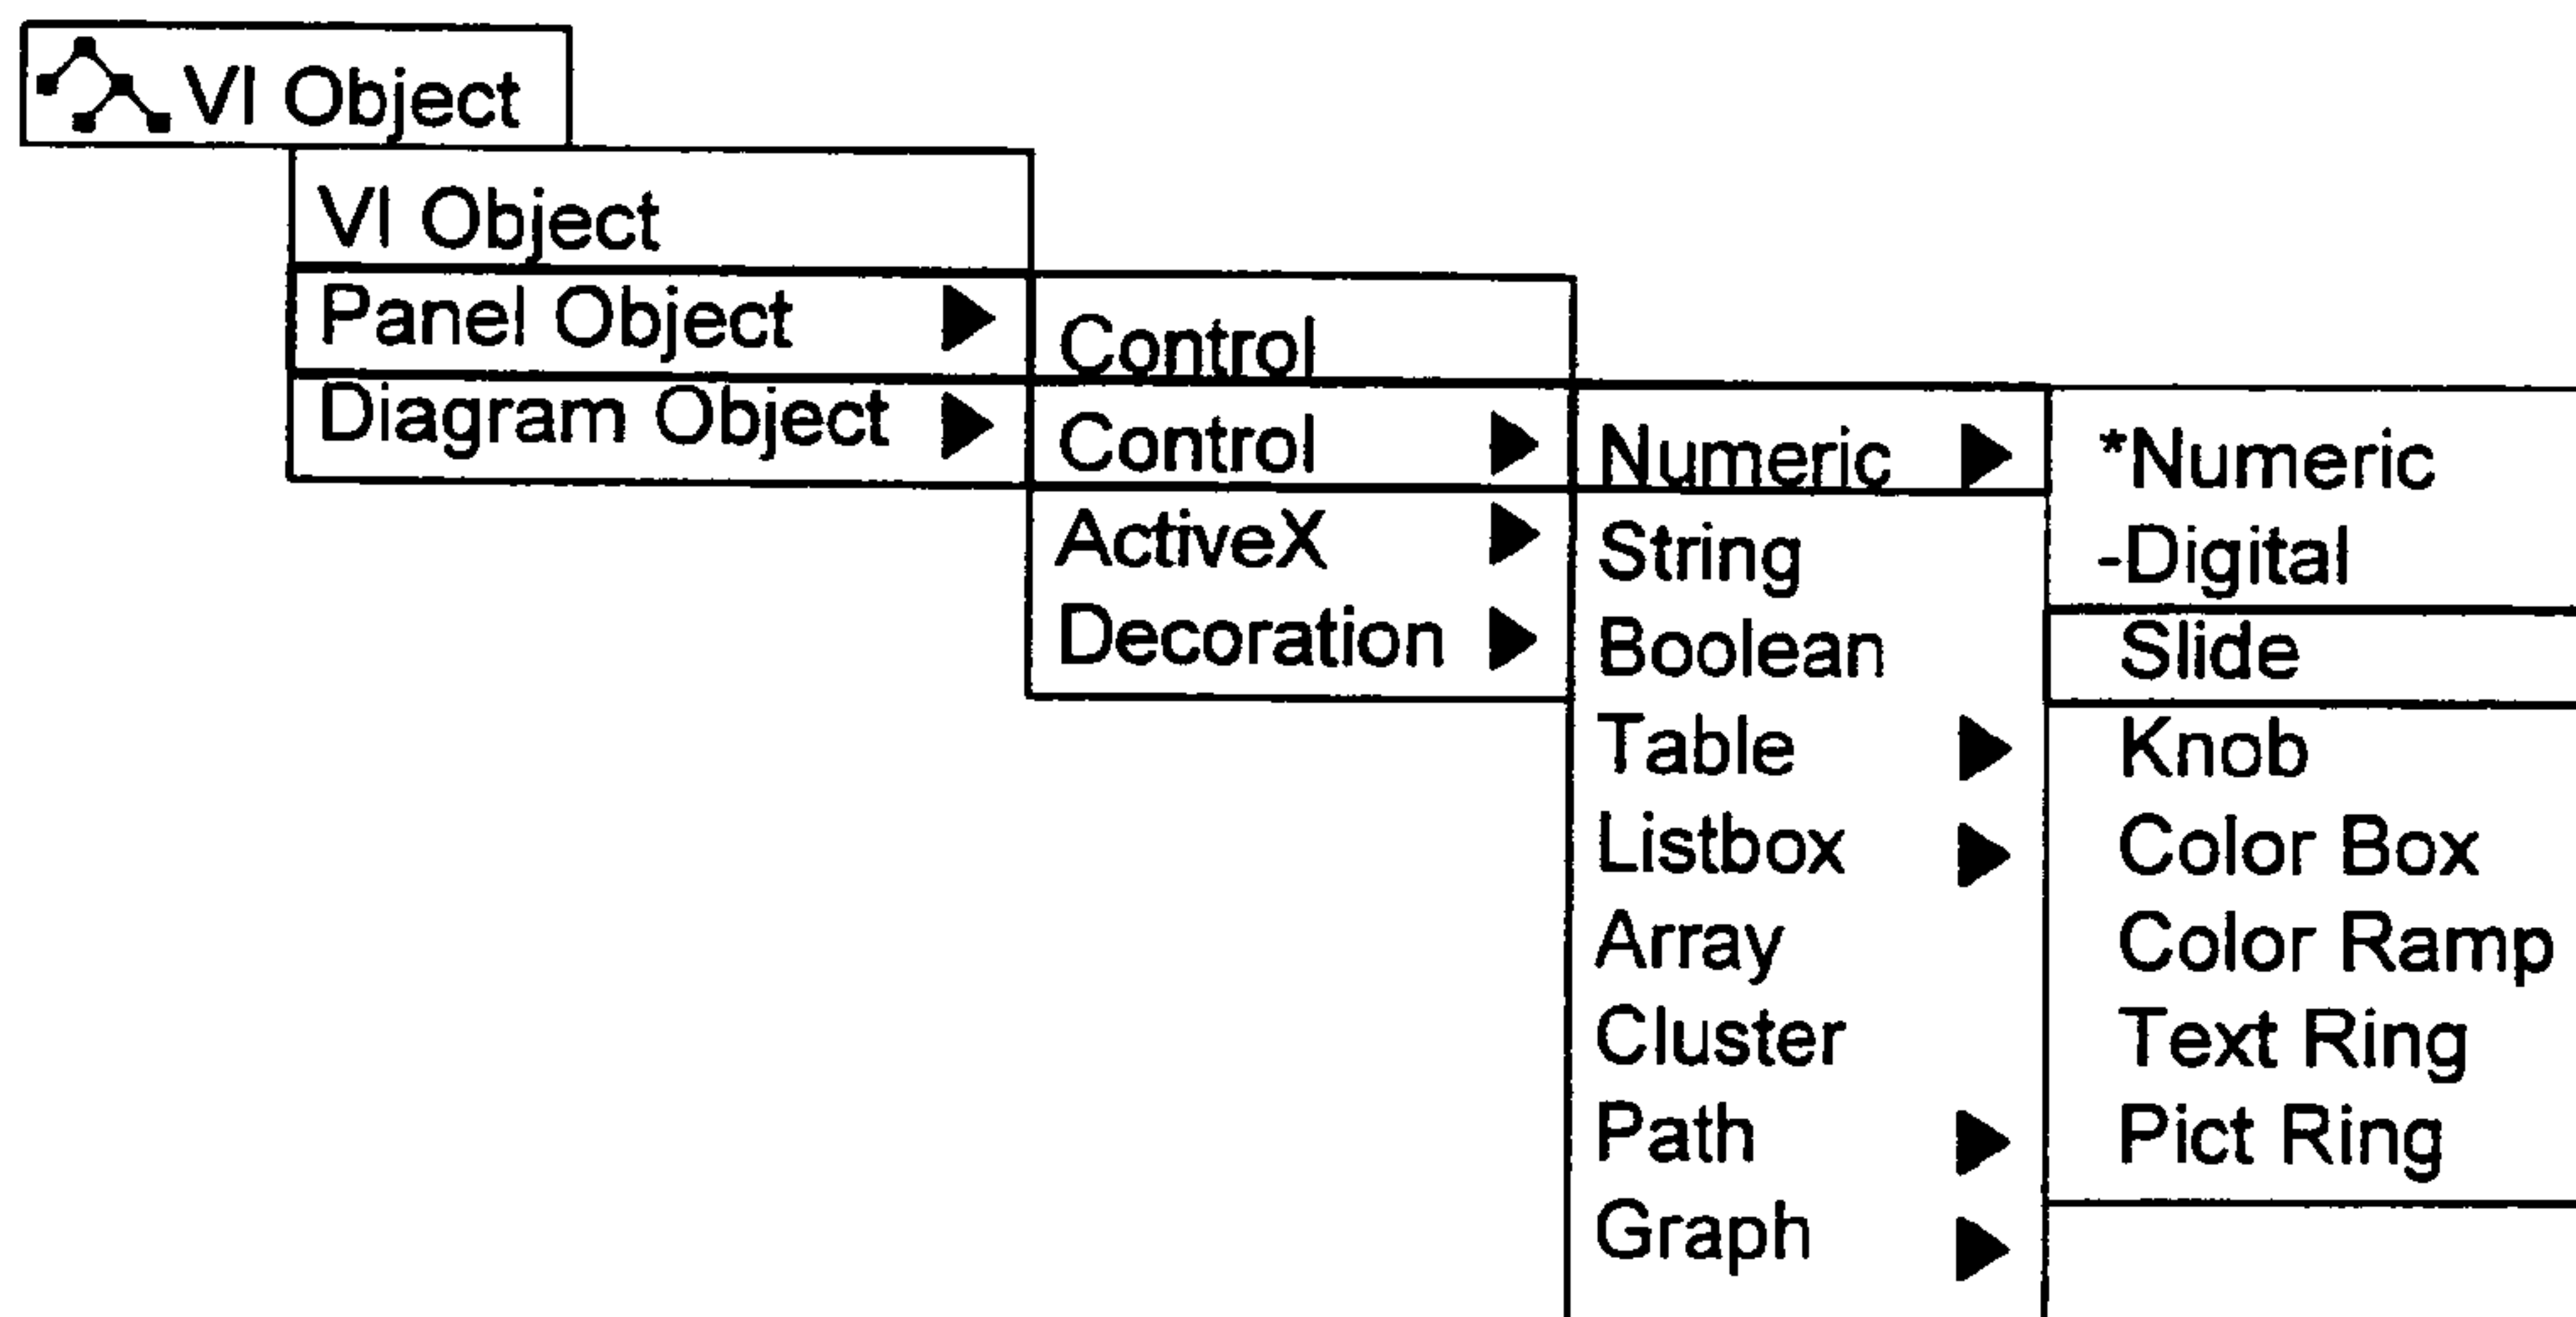 VI Object
VI Object
Panel Object
Diagram Object
Control
Control
ActiveX
Decoration
Numeric
String
Boolean
Table
Listbox
Array
Cluster
Path
Graph
*Numeric
-Digital
Slide
Knob
Color Box
Color Ramp
Text Ring
Pict Ring